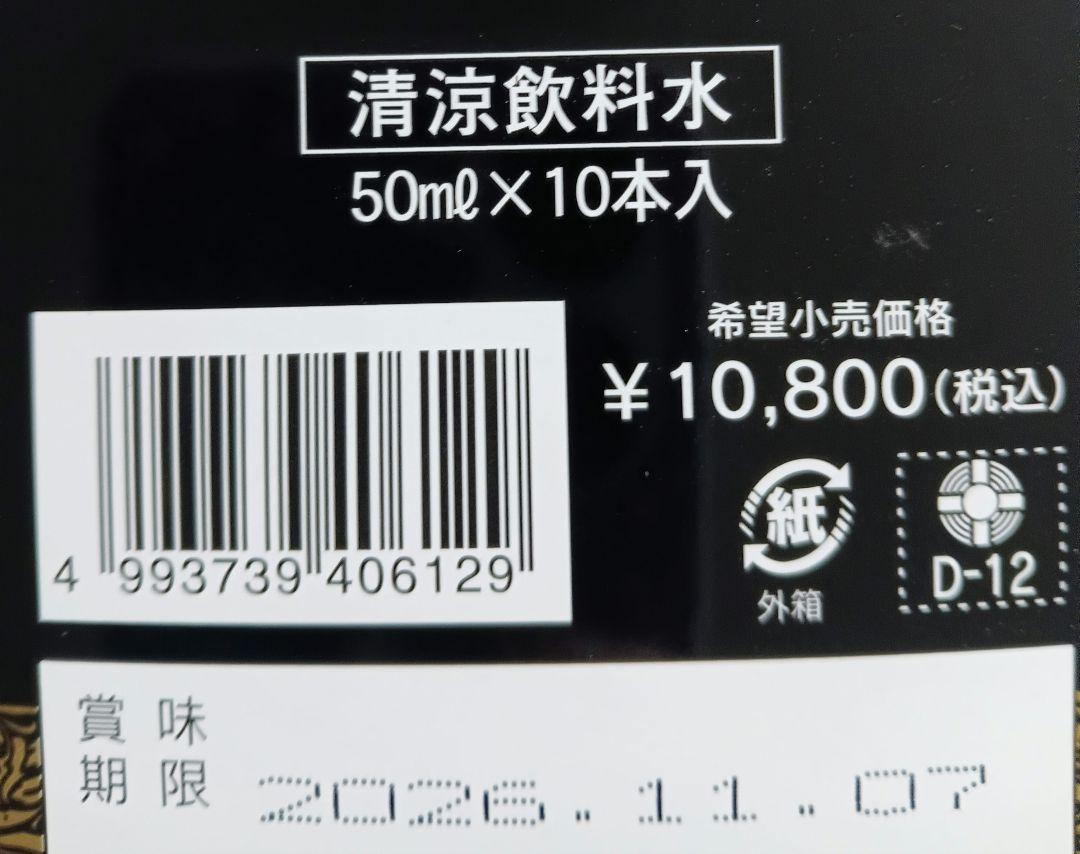 清涼飲料水
50mℓ×10本入
希望小売価格
¥10,800(税込)
4 993739 406129
紙
外箱
D-12
賞味
期限
2026.11.07